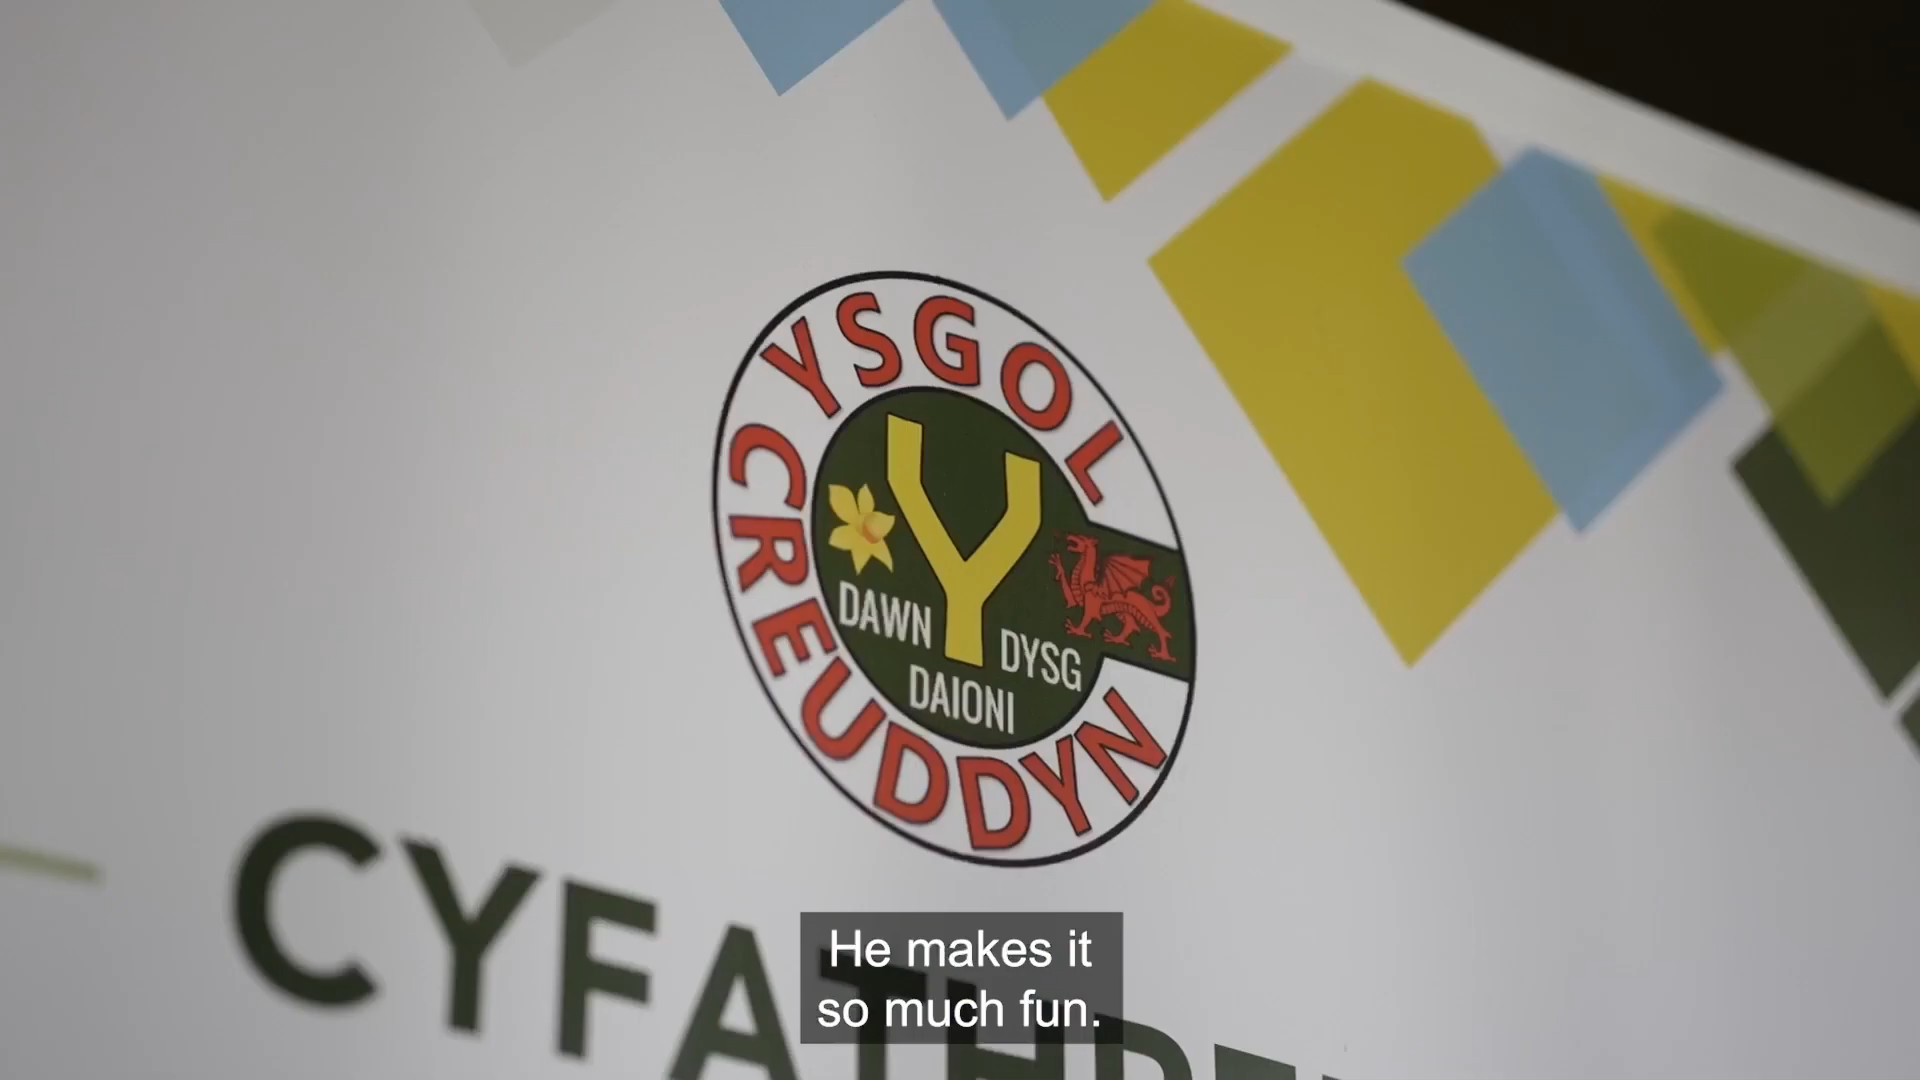 YSGOL
CREUDDYN
Y
DAWN
DYSG
DAIONI
He makes it
so much fun.